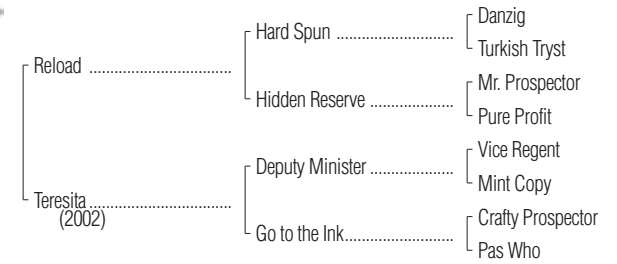 Danzig
Hard Spun ............................
Turkish Tryst
Reload ..................................
Mr. Prospector
Hidden Reserve ....................
Pure Profit
Vice Regent
Deputy Minister ....................
Mint Copy
Teresita ...........................
(2002)
Crafty Prospector
Go to the Ink..........................
Pas Who